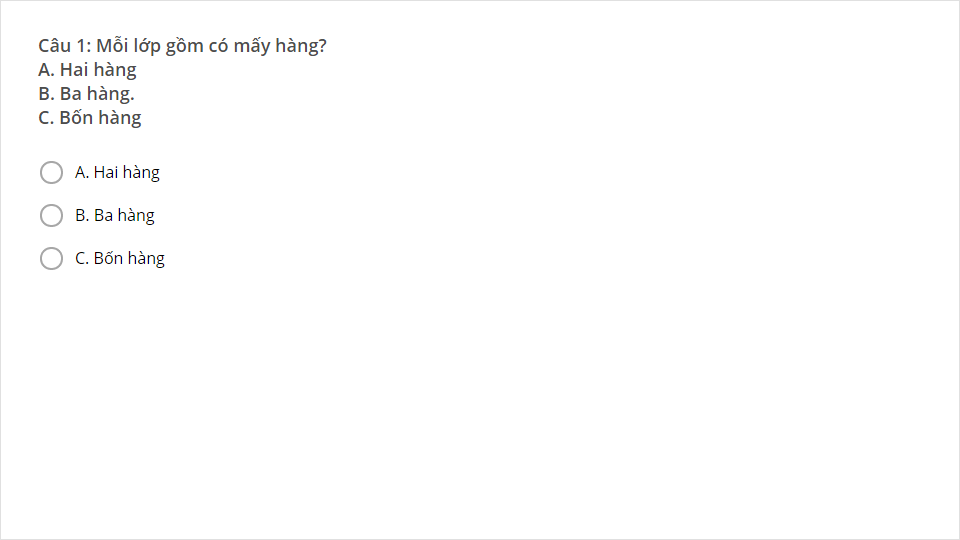 Câu 1: Mỗi lớp gồm có mấy hàng?
A. Hai hàng
B. Ba hàng.
C. Bốn hàng
A. Hai hàng
B. Ba hàng
C. Bốn hàng